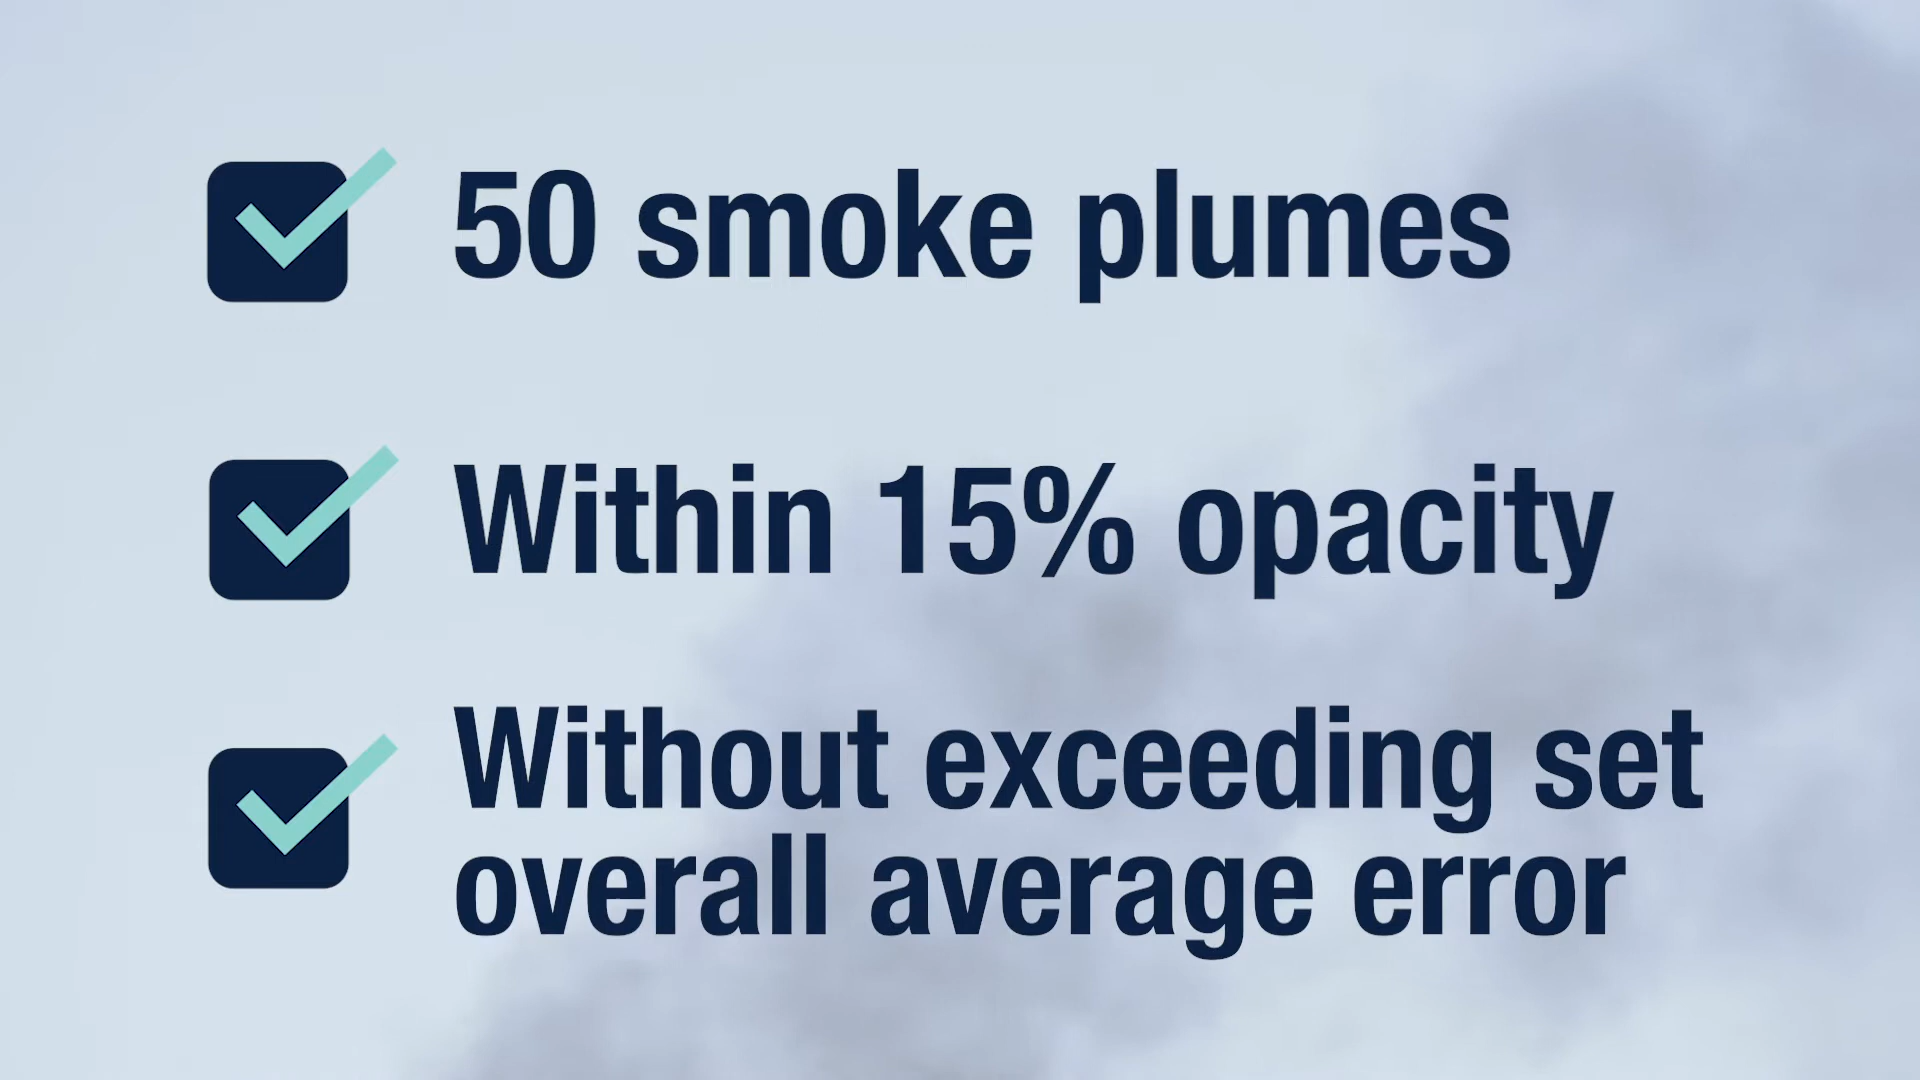 50 smoke plumes
Within 15% opacity
Without exceeding set
overall average error